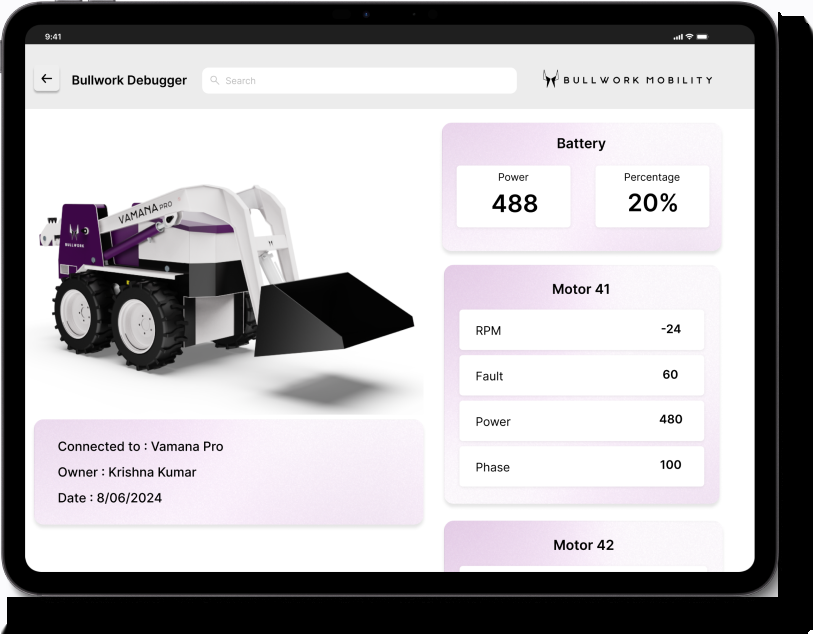 9:41
Bullwork Debugger
Search
BULLWORK MOBILITY
VAMANA PRO
BULLWORK
Connected to : Vamana Pro
Owner : Krishna Kumar
Date : 8/06/2024
Battery
Power
Percentage
488
20%
Motor 41
RPM -24
Fault 60
Power 480
Phase 100
Motor 42